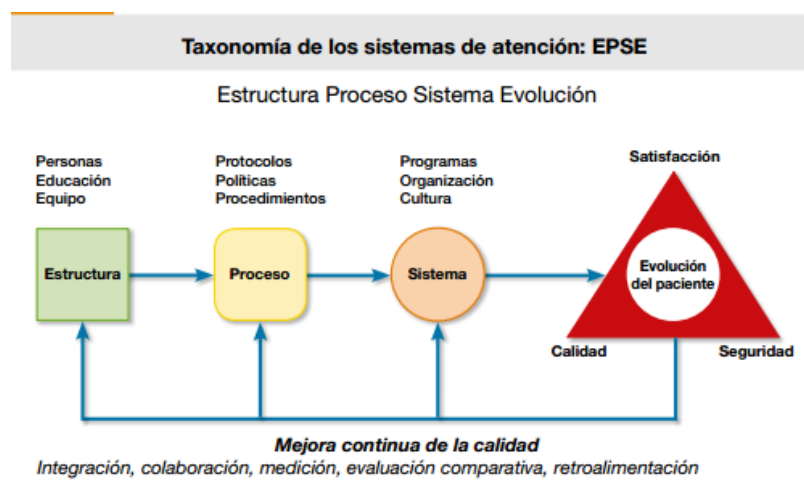 Taxonomía de los sistemas de atención: EPSE
Estructura Proceso Sistema Evolución
Personas
Educación
Equipo
Protocolos
Políticas
Procedimientos
Programas
Organización
Cultura
Satisfacción
Estructura
Proceso
Sistema
Evolución
del paciente
Calidad
Seguridad
Mejora continua de la calidad
Integración, colaboración, medición, evaluación comparativa, retroalimentación